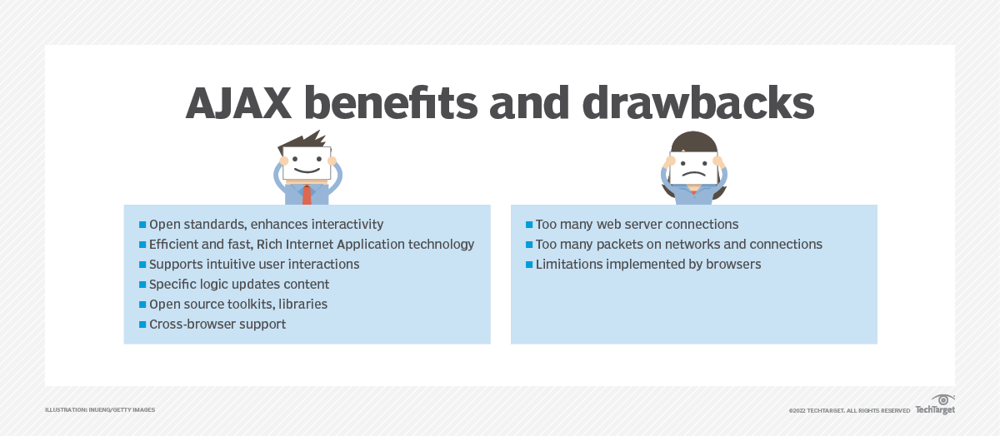 AJAX benefits and drawbacks
Open standards, enhances interactivity
Efficient and fast, Rich Internet Application technology
Supports intuitive user interactions
Specific logic updates content
Open source toolkits, libraries
Cross-browser support
Too many web server connections
Too many packets on networks and connections
Limitations implemented by browsers
ILLUSTRATION: INUENG/GETTY IMAGES
©2022 TECHTARGET. ALL RIGHTS RESERVED
TechTarget